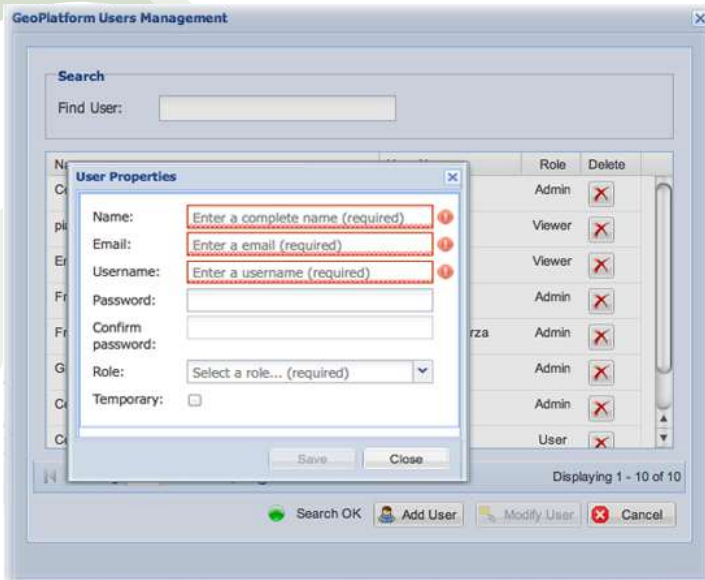 GeoPlatform Users Management
Search
Find User:
Role Delete
User Properties
Admin
Name: Enter a complete name (required)
Viewer
Email: Enter a email (required)
Username: Enter a username (required)
Viewer
Password:
Admin
Confirm password:
Admin
Role: Select a role... (required)
Admin
Temporary:
Admin
User
Save Close
Displaying 1 - 10 of 10
Search OK Add User Modify User Cancel